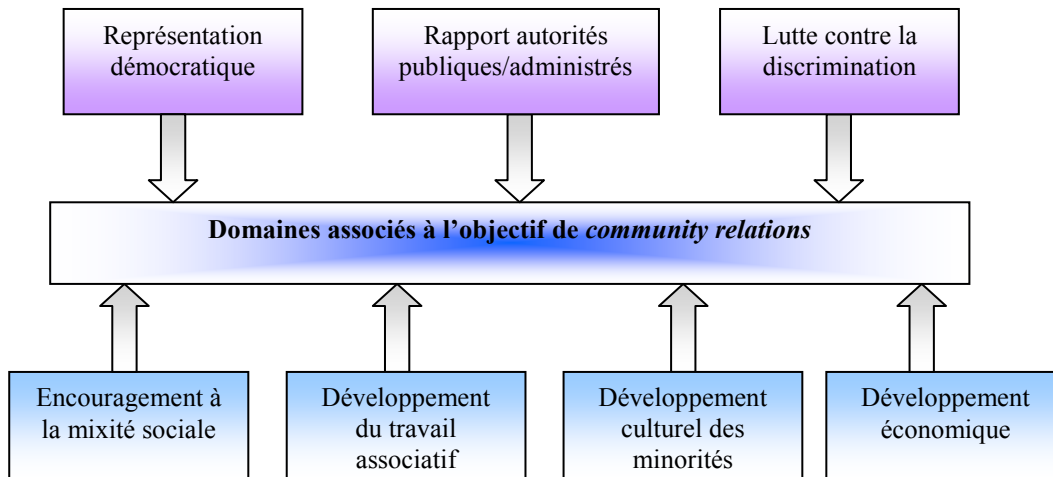 Représentation
démocratique
Rapport autorités
publiques/administrés
Lutte contre la
discrimination
Domaines associés à l’objectif de community relations
Encouragement à
la mixité sociale
Développement
du travail
associatif
Développement
culturel des
minorités
Développement
économique